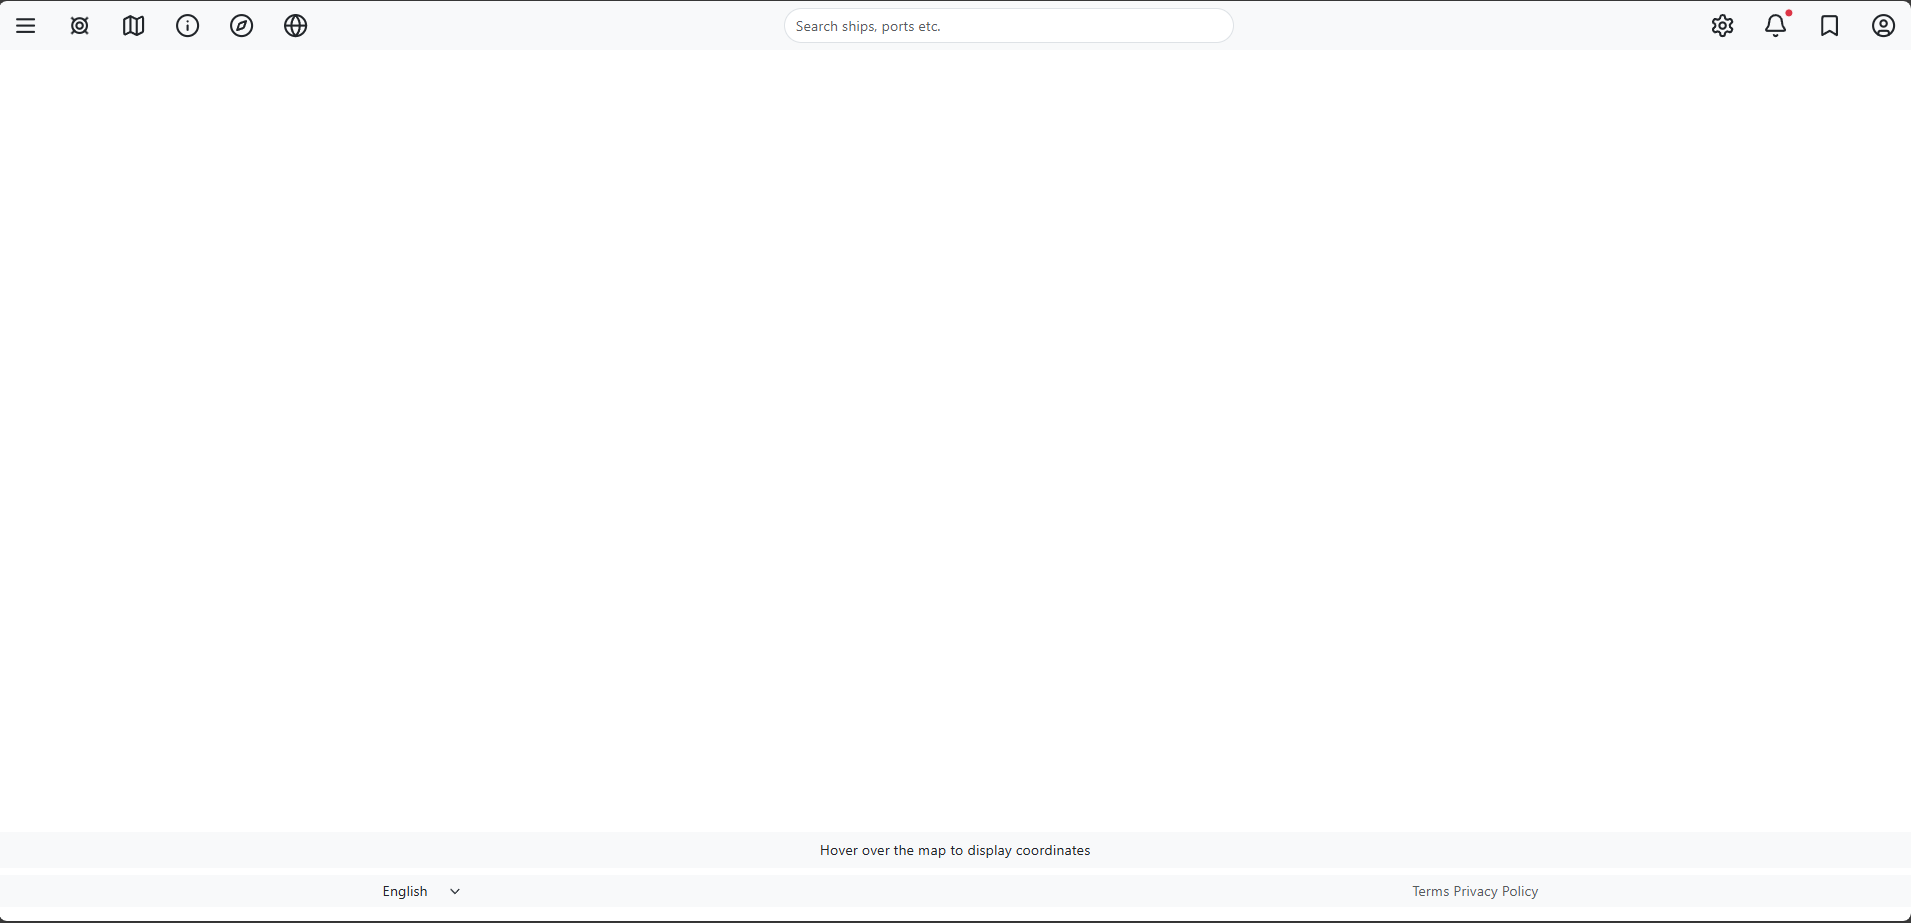 Search ships, ports etc.
Hover over the map to display coordinates
English
Terms Privacy Policy